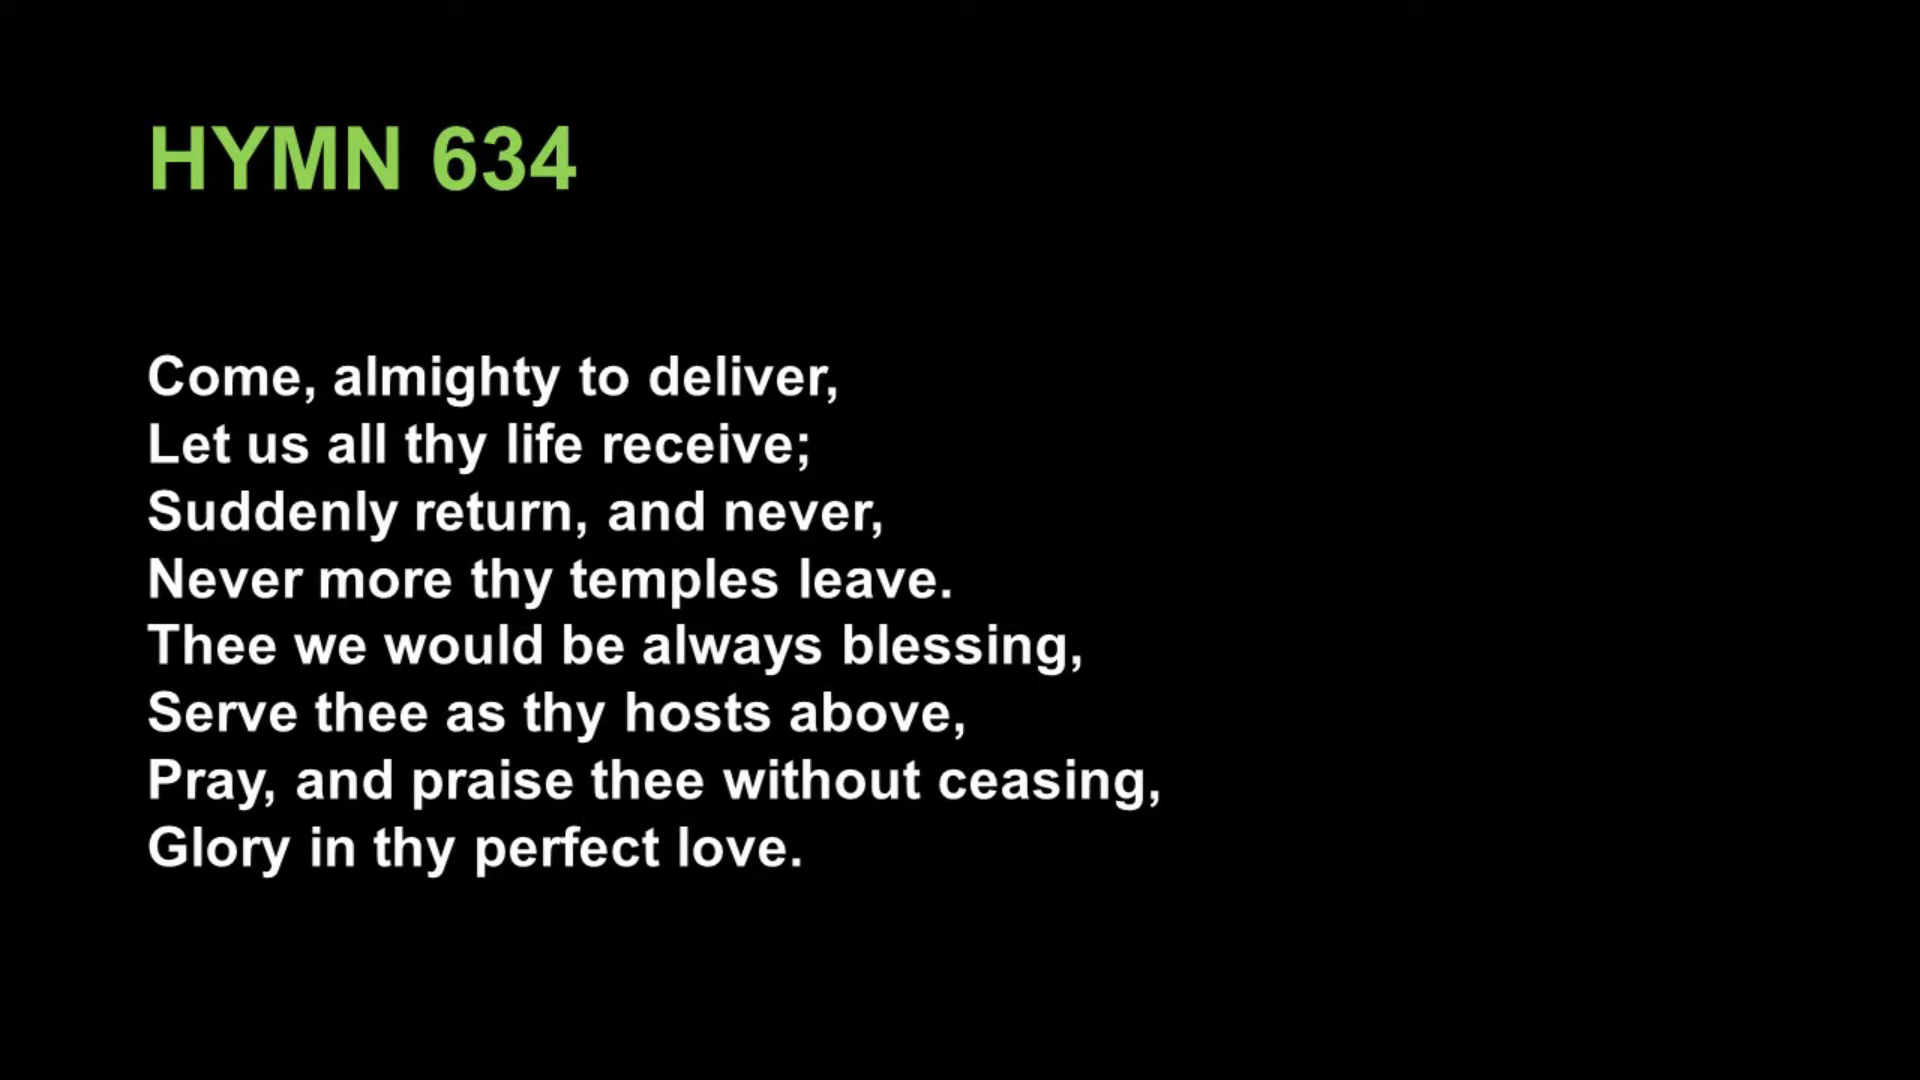 HYMN 634
Come, almighty to deliver,
Let us all thy life receive;
Suddenly return, and never,
Never more thy temples leave.
Thee we would be always blessing,
Serve thee as thy hosts above,
Pray, and praise thee without ceasing,
Glory in thy perfect love.